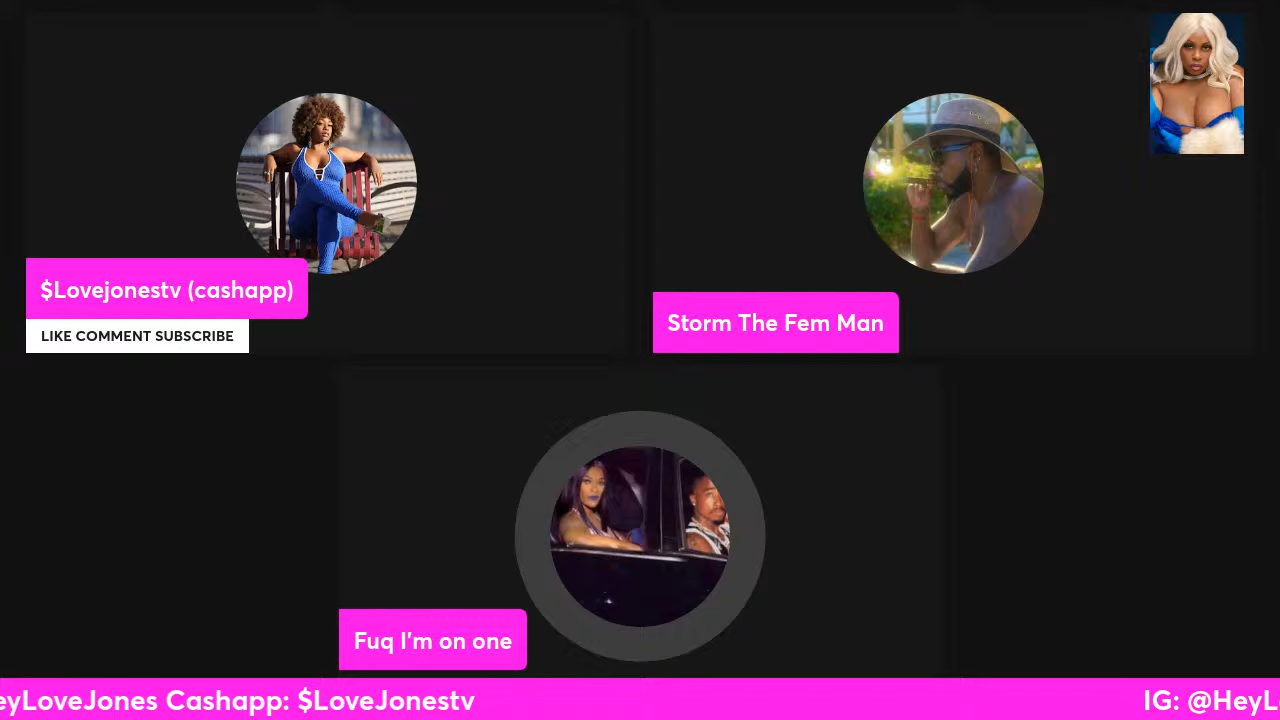 $Lovejonestv (cashapp)
LIKE COMMENT SUBSCRIBE
Storm The Fem Man
Fuq I'm on one
eyLoveJones Cashapp: $LoveJonestv
IG: @HeyL